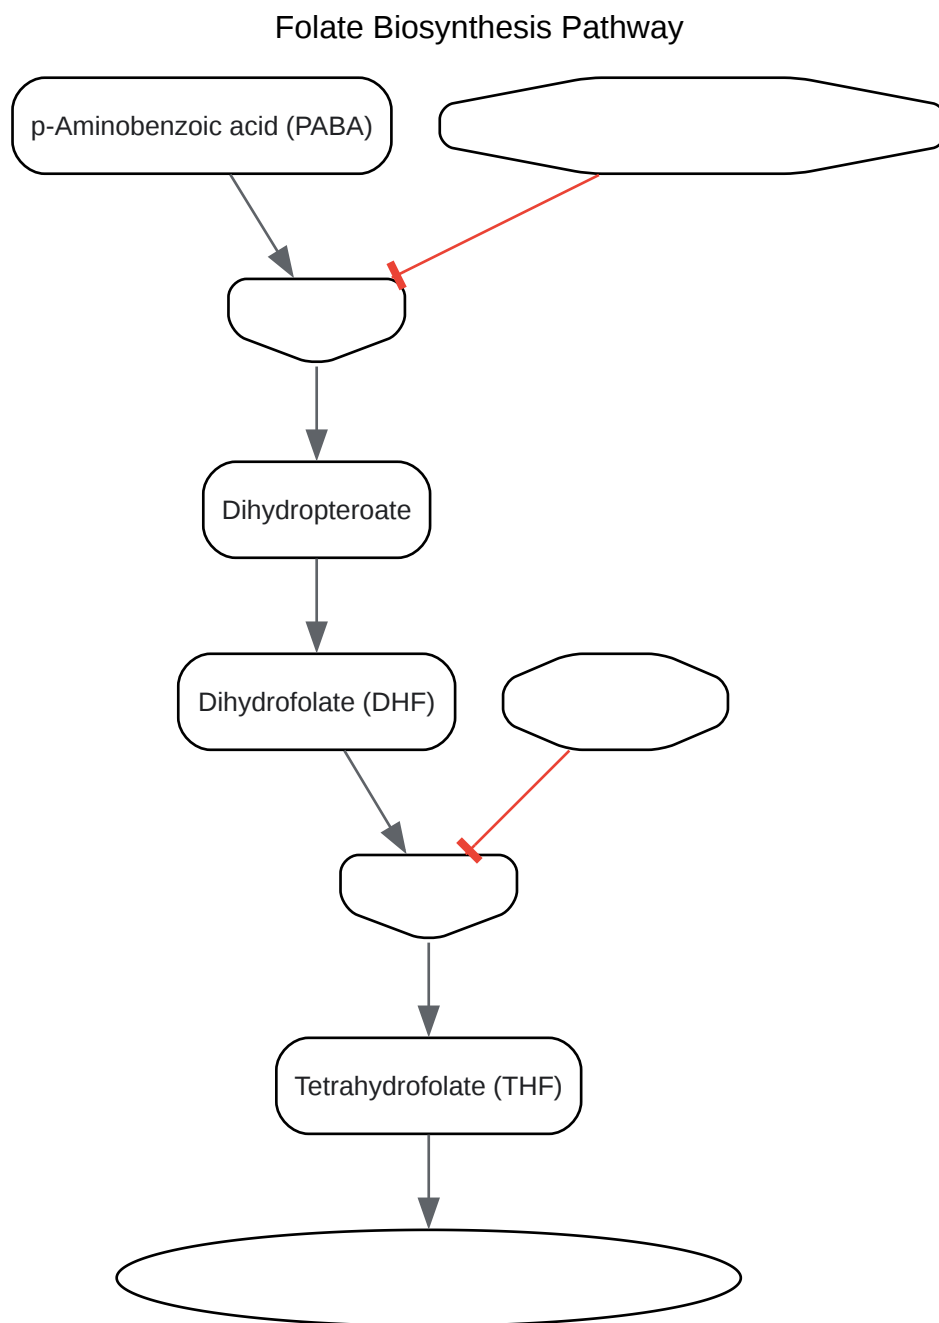 Folate Biosynthesis Pathway
p-Aminobenzoic acid (PABA)
Dihydropteroate
Dihydrofolate (DHF)
Tetrahydrofolate (THF)